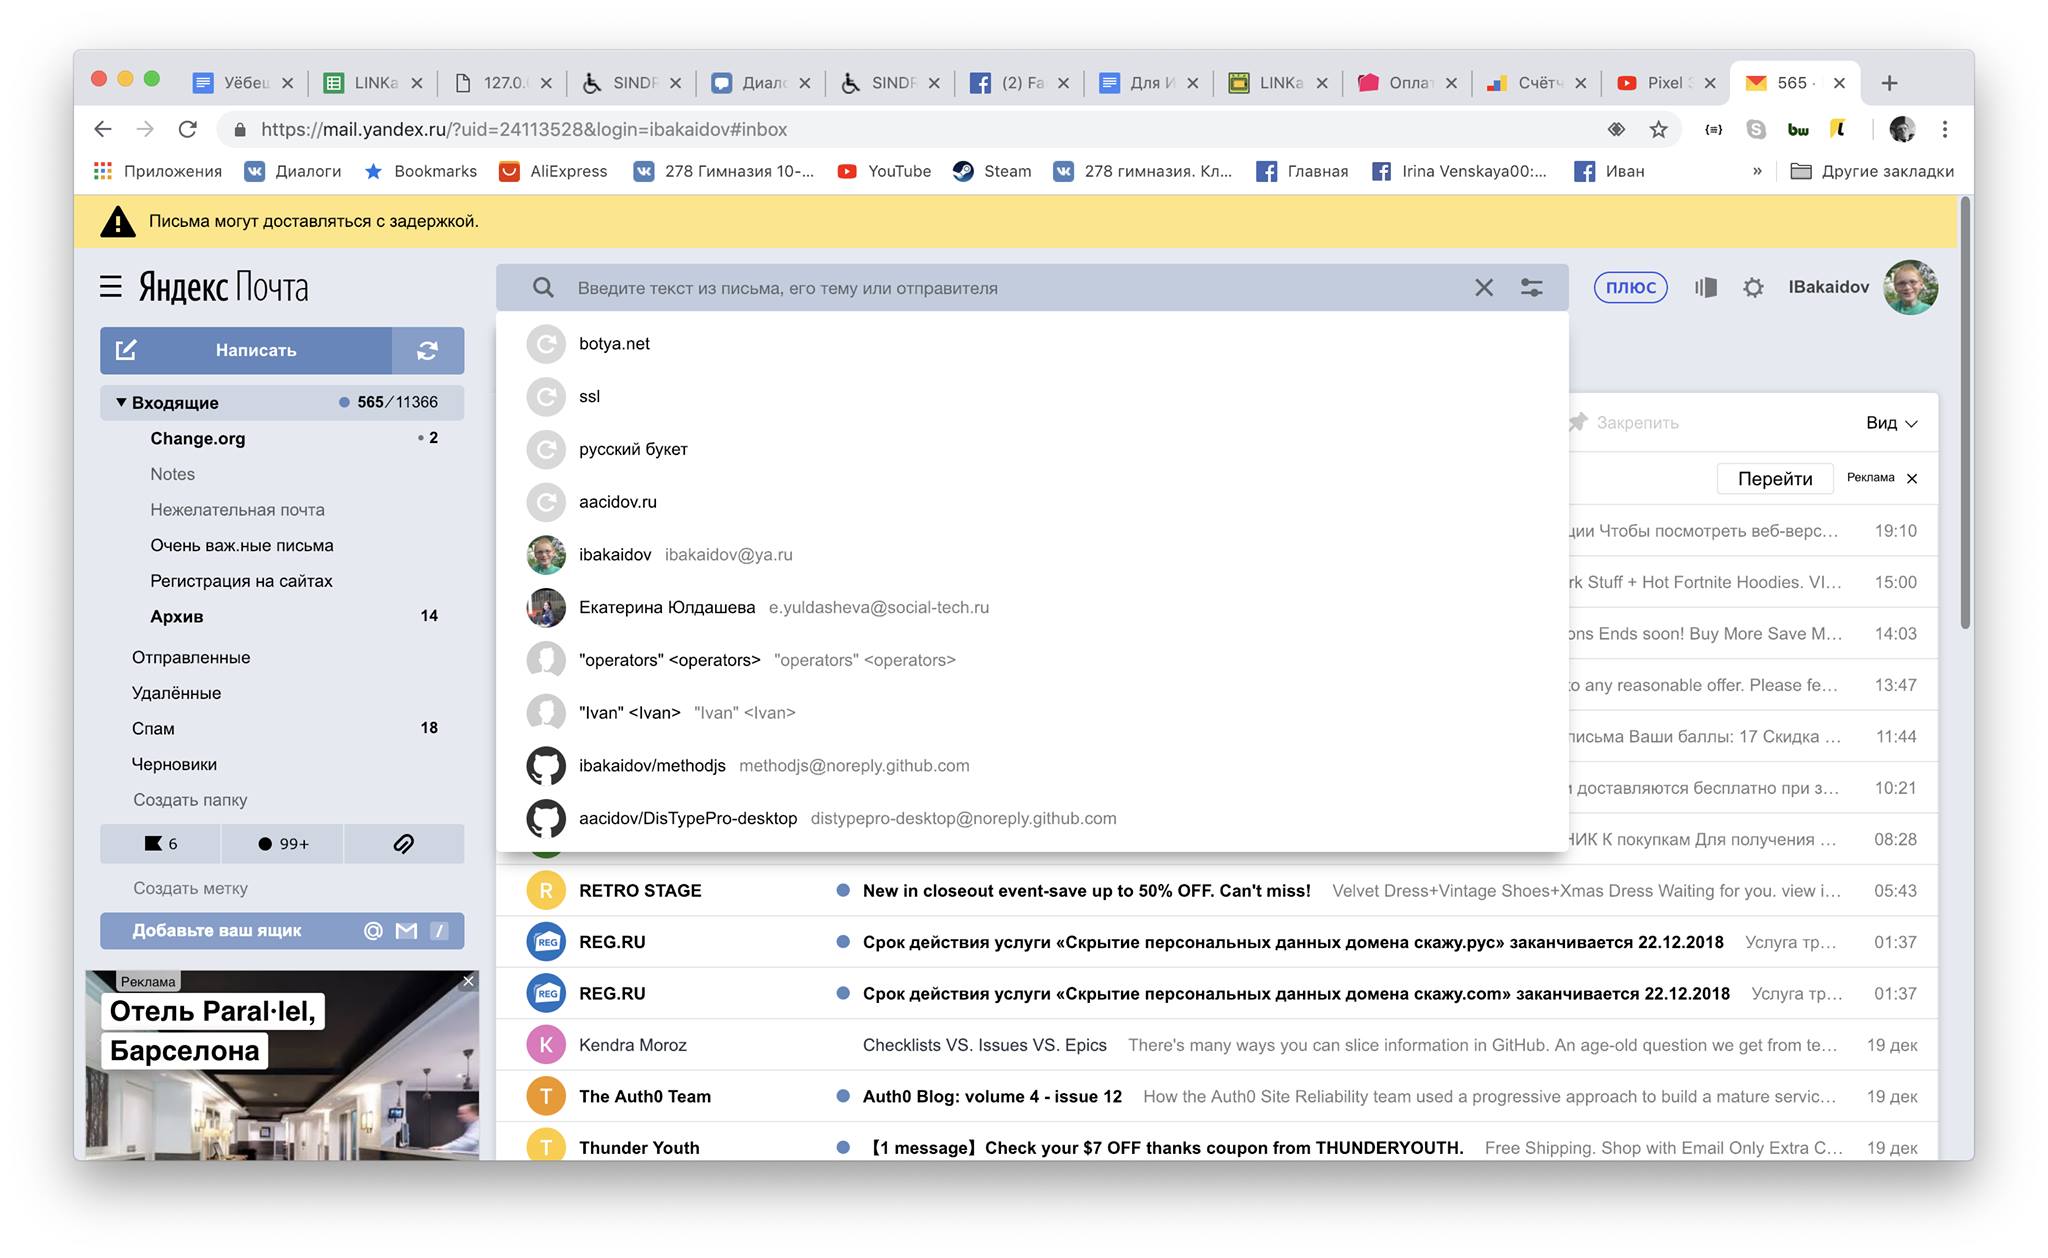 Уёбещ LINKa 127.0. SINDR Диало SINDR (2) Fa Для И LINKa Оплат Счётч Pixel 3 565 ·
https://mail.yandex.ru/?uid=24113528&login=ibakaidov#inbox
Приложения Диалоги Bookmarks AliExpress 278 Гимназия 10-... YouTube Steam 278 гимназия. Кл... Главная Irina Venskaya00:... Иван » Другие закладки
Письма могут доставляться с задержкой.
Яндекс Почта
Введите текст из письма, его тему или отправителя
ПЛЮС
IBakaidov
Написать
Входящие 565/11366
Change.org 2
Notes
Нежелательная почта
Очень важ.ные письма
Регистрация на сайтах
Архив 14
Отправленные
Удалённые
Спам 18
Черновики
Создать папку
6 99+
Создать метку
Добавьте ваш ящик
Реклама
Отель Paral·lel,
Барселона
botya.net
ssl
русский букет
aacidov.ru
ibakaidov ibakaidov@ya.ru
Екатерина Юлдашева e.yuldasheva@social-tech.ru
"operators" <operators> "operators" <operators>
"Ivan" <Ivan> "Ivan" <Ivan>
ibakaidov/methodjs methodjs@noreply.github.com
aacidov/DisTypePro-desktop distypepro-desktop@noreply.github.com
Закрепить Вид
Перейти Реклама
ции Чтобы посмотреть веб-верс... 19:10
rk Stuff + Hot Fortnite Hoodies. VI... 15:00
ons Ends soon! Buy More Save M... 14:03
to any reasonable offer. Please fe... 13:47
письма Ваши баллы: 17 Скидка ... 11:44
и доставляются бесплатно при з... 10:21
НИК К покупкам Для получения ... 08:28
R RETRO STAGE New in closeout event-save up to 50% OFF. Can't miss! Velvet Dress+Vintage Shoes+Xmas Dress Waiting for you. view i... 05:43
REG REG.RU Срок действия услуги «Скрытие персональных данных домена скажу.рус» заканчивается 22.12.2018 Услуга тр... 01:37
REG REG.RU Срок действия услуги «Скрытие персональных данных домена скажу.com» заканчивается 22.12.2018 Услуга тр... 01:37
K Kendra Moroz Checklists VS. Issues VS. Epics There's many ways you can slice information in GitHub. An age-old question we get from te... 19 дек
T The Auth0 Team Auth0 Blog: volume 4 - issue 12 How the Auth0 Site Reliability team used a progressive approach to build a mature servic... 19 дек
T Thunder Youth 【1 message】Check your $7 OFF thanks coupon from THUNDERYOUTH. Free Shipping. Shop with Email Only Extra C... 19 дек